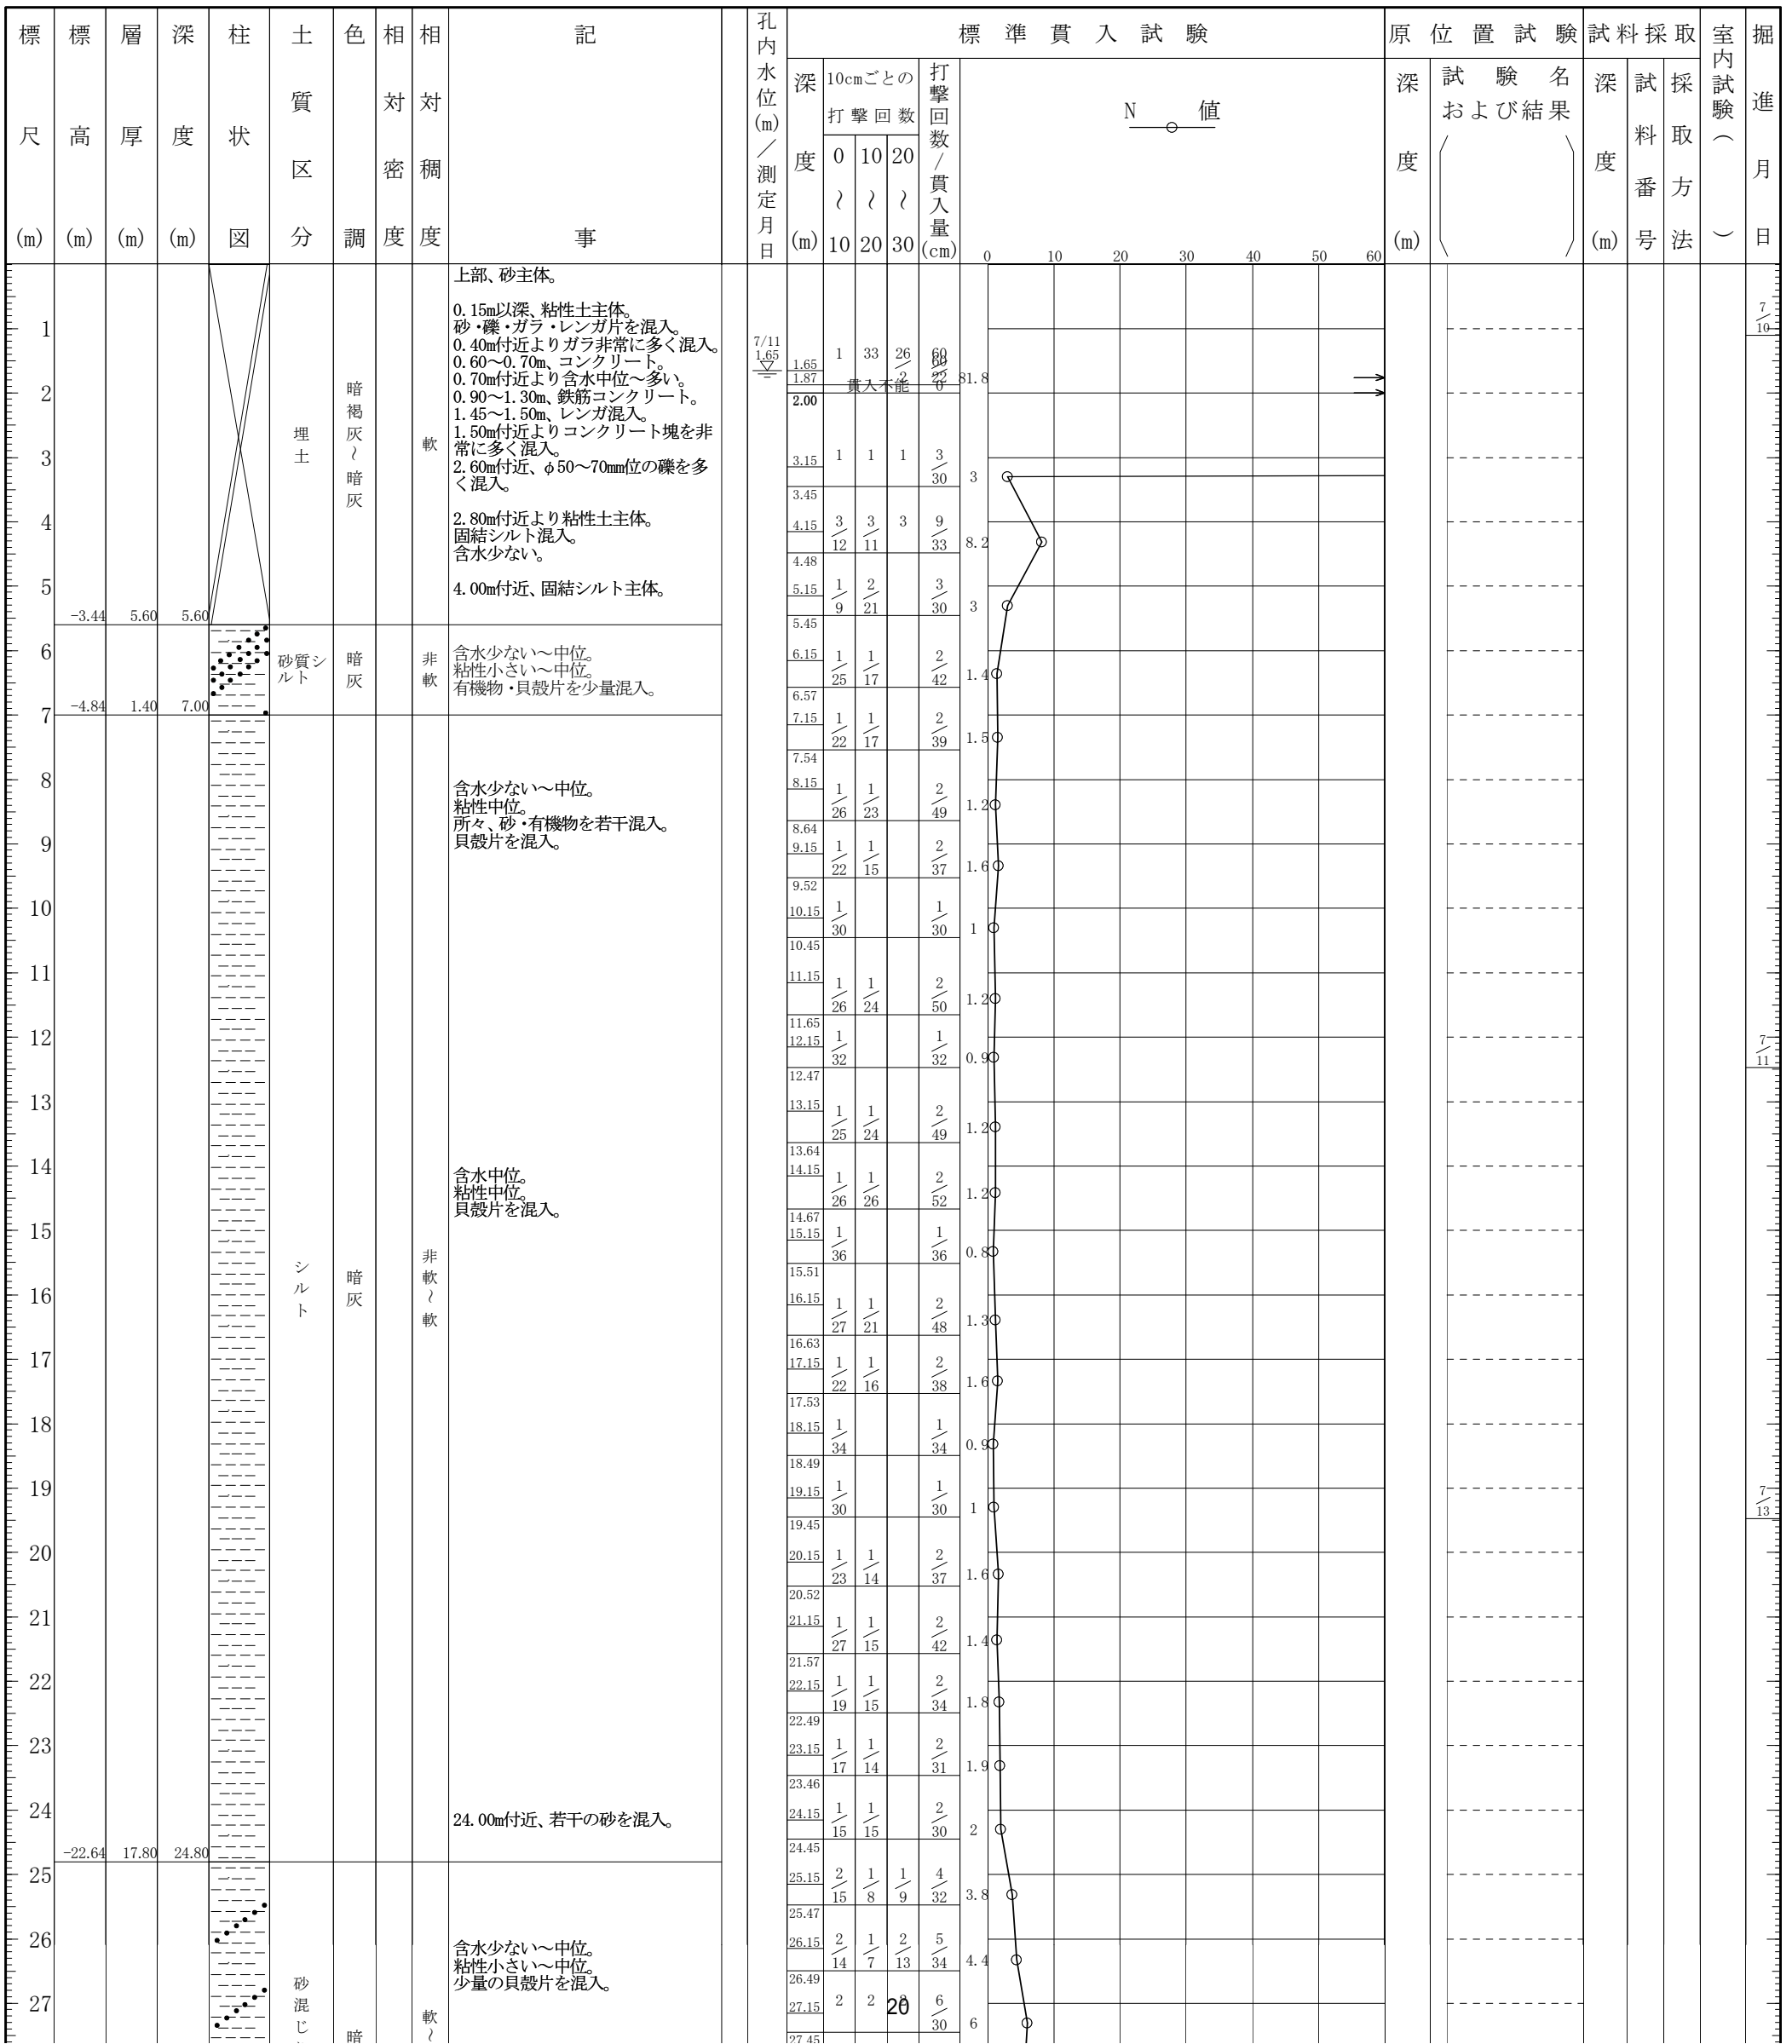 標尺(m)
標高(m)
層厚(m)
深度(m)
柱状図
土質区分
色調
相対密度
相対稠度
記事
孔内水位(m)／測定月日
標準貫入試験
深度(m)
10cmごとの
打撃回数
0〜10
10〜20
20〜30
打撃回数/貫入量(cm)
N 値
0 10 20 30 40 50 60
原位置試験
深度(m)
試験名
および結果
試料採取
深度(m)
試料番号
採取方法
室内試験（ ）
掘進月日
上部、砂主体。
0.15m以深、粘性土主体。
砂・礫・ガラ・レンガ片を混入。
0.40m付近よりガラ非常に多く混入。
0.60〜0.70m、コンクリート。
0.70m付近より含水中位〜多い。
0.90〜1.30m、鉄筋コンクリート。
1.45〜1.50m、レンガ混入。
1.50m付近よりコンクリート塊を非
常に多く混入。
2.60m付近、φ50〜70mm位の礫を多
く混入。
2.80m付近より粘性土主体。
固結シルト混入。
含水少ない。
4.00m付近、固結シルト主体。
埋土
暗褐灰〜暗灰
軟
-3.44 5.60 5.60
砂質シ
ルト
暗灰
非軟
含水少ない〜中位。
粘性小さい〜中位。
有機物・貝殻片を少量混入。
-4.84 1.40 7.00
含水少ない〜中位。
粘性中位。
所々、砂・有機物を若干混入。
貝殻片を混入。
含水中位。
粘性中位。
貝殻片を混入。
シルト
暗灰
非軟〜軟
24.00m付近、若干の砂を混入。
-22.64 17.80 24.80
含水少ない〜中位。
粘性小さい〜中位。
少量の貝殻片を混入。
砂混じ
暗
軟〜
1
2
3
4
5
6
7
8
9
10
11
12
13
14
15
16
17
18
19
20
21
22
23
24
25
26
27
7/11
1.65
1.65 1 33 26/2 60/22 81.8
1.87 貫入不能 0
2.00
3.15 1 1 1 3/30 3
3.45
4.15 3/12 3/11 3 9/33 8.2
4.48
5.15 1/9 2/21 3/30 3
5.45
6.15 1/25 1/17 2/42 1.4
6.57
7.15 1/22 1/17 2/39 1.5
7.54
8.15 1/26 1/23 2/49 1.2
8.64
9.15 1/22 1/15 2/37 1.6
9.52
10.15 1/30 1/30 1
10.45
11.15 1/26 1/24 2/50 1.2
11.65
12.15 1/32 1/32 0.9
12.47
13.15 1/25 1/24 2/49 1.2
13.64
14.15 1/26 1/26 2/52 1.2
14.67
15.15 1/36 1/36 0.8
15.51
16.15 1/27 1/21 2/48 1.3
16.63
17.15 1/22 1/16 2/38 1.6
17.53
18.15 1/34 1/34 0.9
18.49
19.15 1/30 1/30 1
19.45
20.15 1/23 1/14 2/37 1.6
20.52
21.15 1/27 1/15 2/42 1.4
21.57
22.15 1/19 1/15 2/34 1.8
22.49
23.15 1/17 1/14 2/31 1.9
23.46
24.15 1/15 1/15 2/30 2
24.45
25.15 2/15 1/8 1/9 4/32 3.8
25.47
26.15 2/14 1/7 2/13 5/34 4.4
26.49
27.15 2 2 2 6/30 6
27.45
20
7/10
7/11
7/13